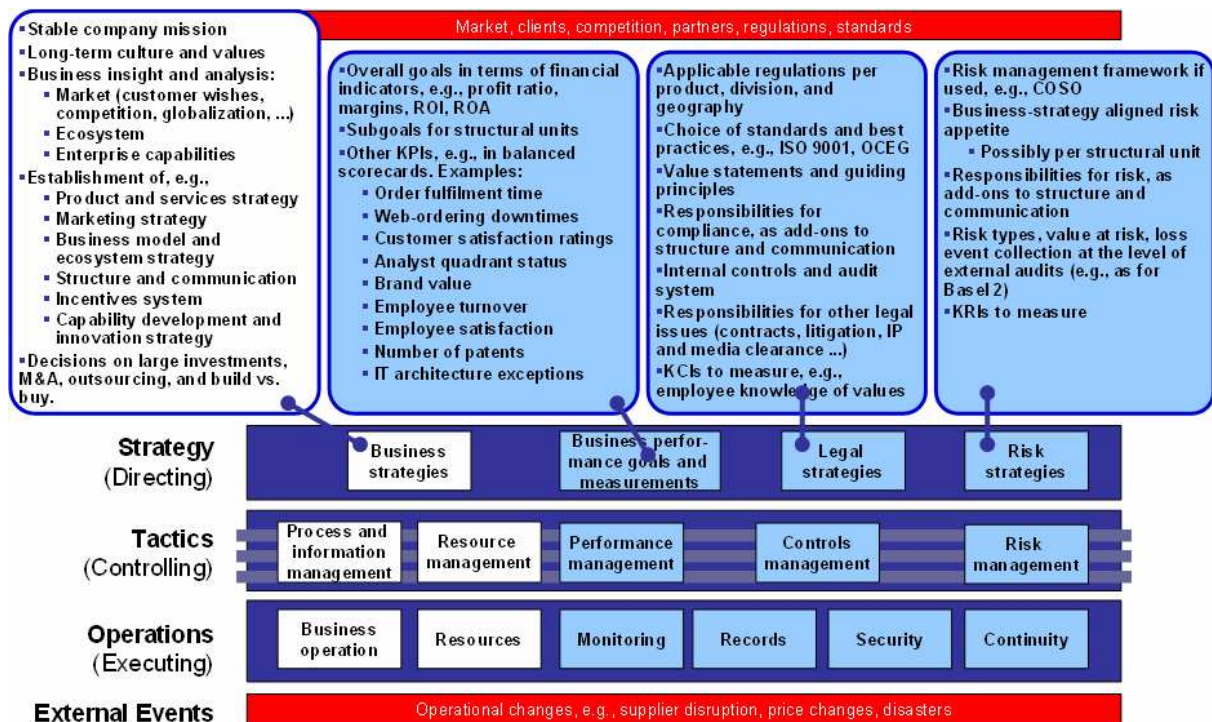 Market, clients, competition, partners, regulations, standards
▪Stable company mission
▪Long-term culture and values
▪Business insight and analysis:
▪Market (customer wishes,
competition, globalization, ...)
▪Ecosystem
▪Enterprise capabilities
▪Establishment of, e.g.,
▪Product and services strategy
▪Marketing strategy
▪Business model and
ecosystem strategy
▪Structure and communication
▪Incentives system
▪Capability development and
innovation strategy
▪Decisions on large investments,
M&A, outsourcing, and build vs.
buy.
▪Overall goals in terms of financial
indicators, e.g., profit ratio,
margins, ROI, ROA
▪Subgoals for structural units
▪Other KPIs, e.g., in balanced
scorecards. Examples:
▪Order fulfilment time
▪Web-ordering downtimes
▪Customer satisfaction ratings
▪Analyst quadrant status
▪Brand value
▪Employee turnover
▪Employee satisfaction
▪Number of patents
▪IT architecture exceptions
▪Applicable regulations per
product, division, and
geography
▪Choice of standards and best
practices, e.g., ISO 9001, OCEG
▪Value statements and guiding
principles
▪Responsibilities for
compliance, as add-ons to
structure and communication
▪Internal controls and audit
system
▪Responsibilities for other legal
issues (contracts, litigation, IP
and media clearance ...)
▪KCIs to measure, e.g.,
employee knowledge of values
▪Risk management framework if
used, e.g., COSO
▪Business-strategy aligned risk
appetite
▪Possibly per structural unit
▪Responsibilities for risk, as
add-ons to structure and
communication
▪Risk types, value at risk, loss
event collection at the level of
external audits (e.g., as for
Basel 2)
▪KRIs to measure
Strategy
(Directing)
Business
strategies
Business perfor-
mance goals and
measurements
Legal
strategies
Risk
strategies
Tactics
(Controlling)
Process and
information
management
Resource
management
Performance
management
Controls
management
Risk
management
Operations
(Executing)
Business
operation
Resources
Monitoring
Records
Security
Continuity
External Events
Operational changes, e.g., supplier disruption, price changes, disasters